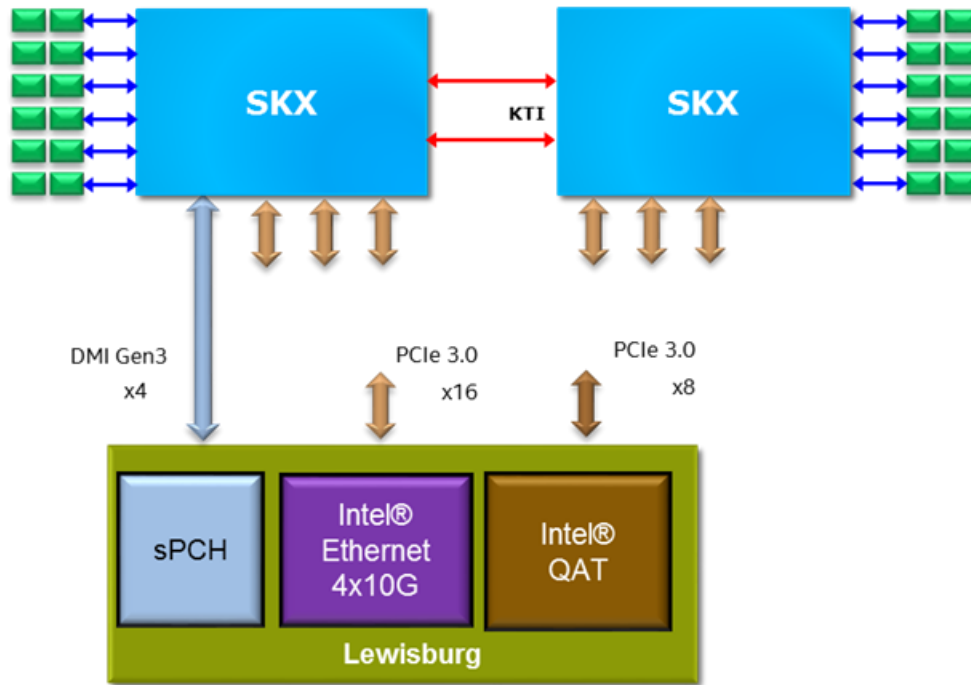 SKX
KTI
SKX
DMI Gen3
x4
PCIe 3.0
x16
PCIe 3.0
x8
sPCH
Intel®
Ethernet
4x10G
Intel®
QAT
Lewisburg